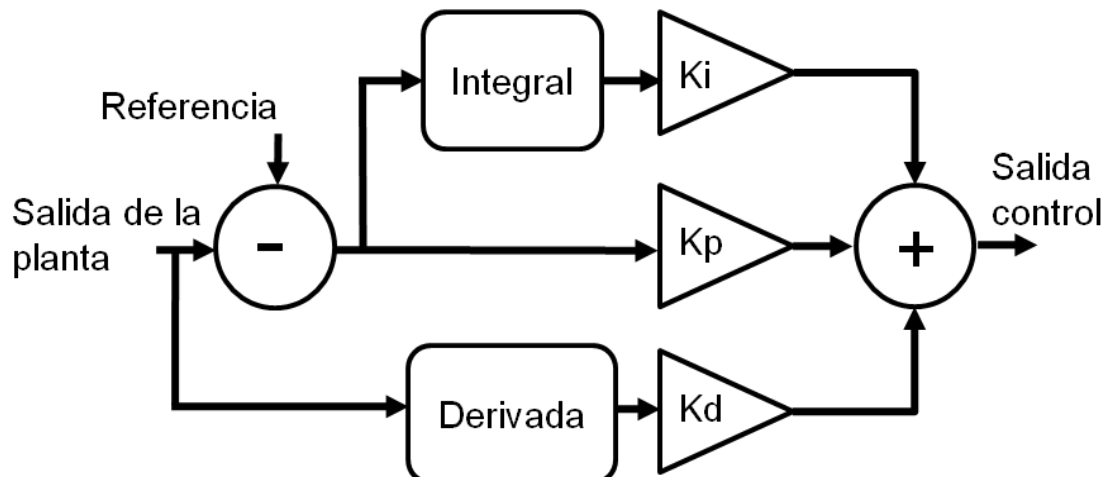 Integral
Ki
Referencia
Salida de la
planta
-
Kp
+
Salida
control
Derivada
Kd